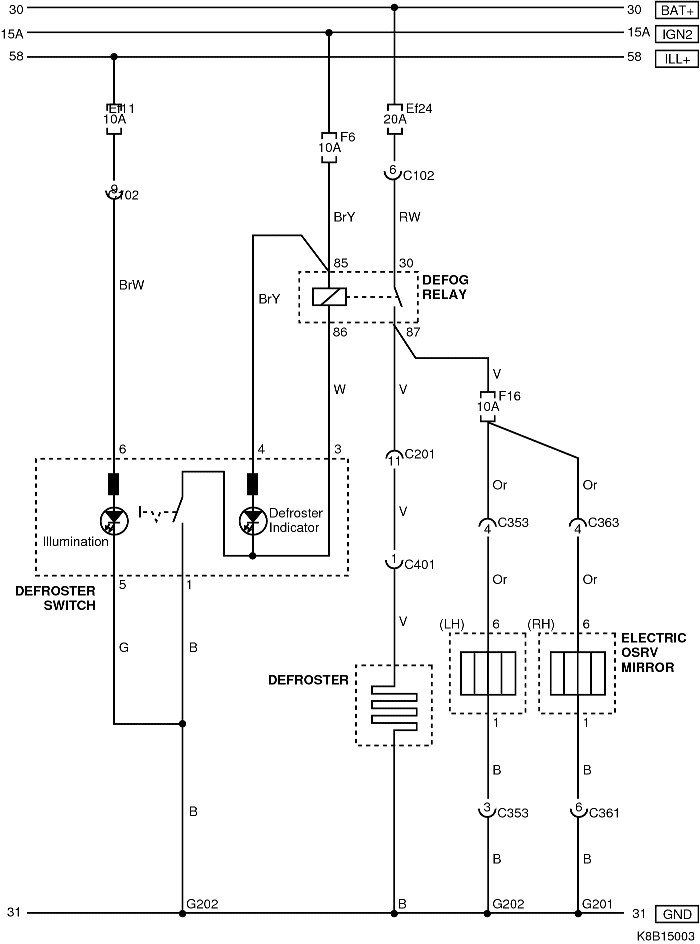 30 30 BAT+
15A 15A IGN2
58 58 ILL+
Ef11
10A
Ef24
20A
F6
10A
9
C102
6
C102
BrY
RW
85
30
DEFOG
RELAY
BrW
BrY
86
87
W
V
V
F16
10A
6
4
3
C201
11
Or
Or
Illumination
Defroster
Indicator
V
C353
4
C363
4
1
C401
DEFROSTER
SWITCH
5
1
Or
Or
V
(LH)
6
(RH)
6
ELECTRIC
OSRV
MIRROR
G
B
DEFROSTER
1
1
B
B
B
3
C353
6
C361
B
B
31
G202
B
G202
G201
31 GND
K8B15003